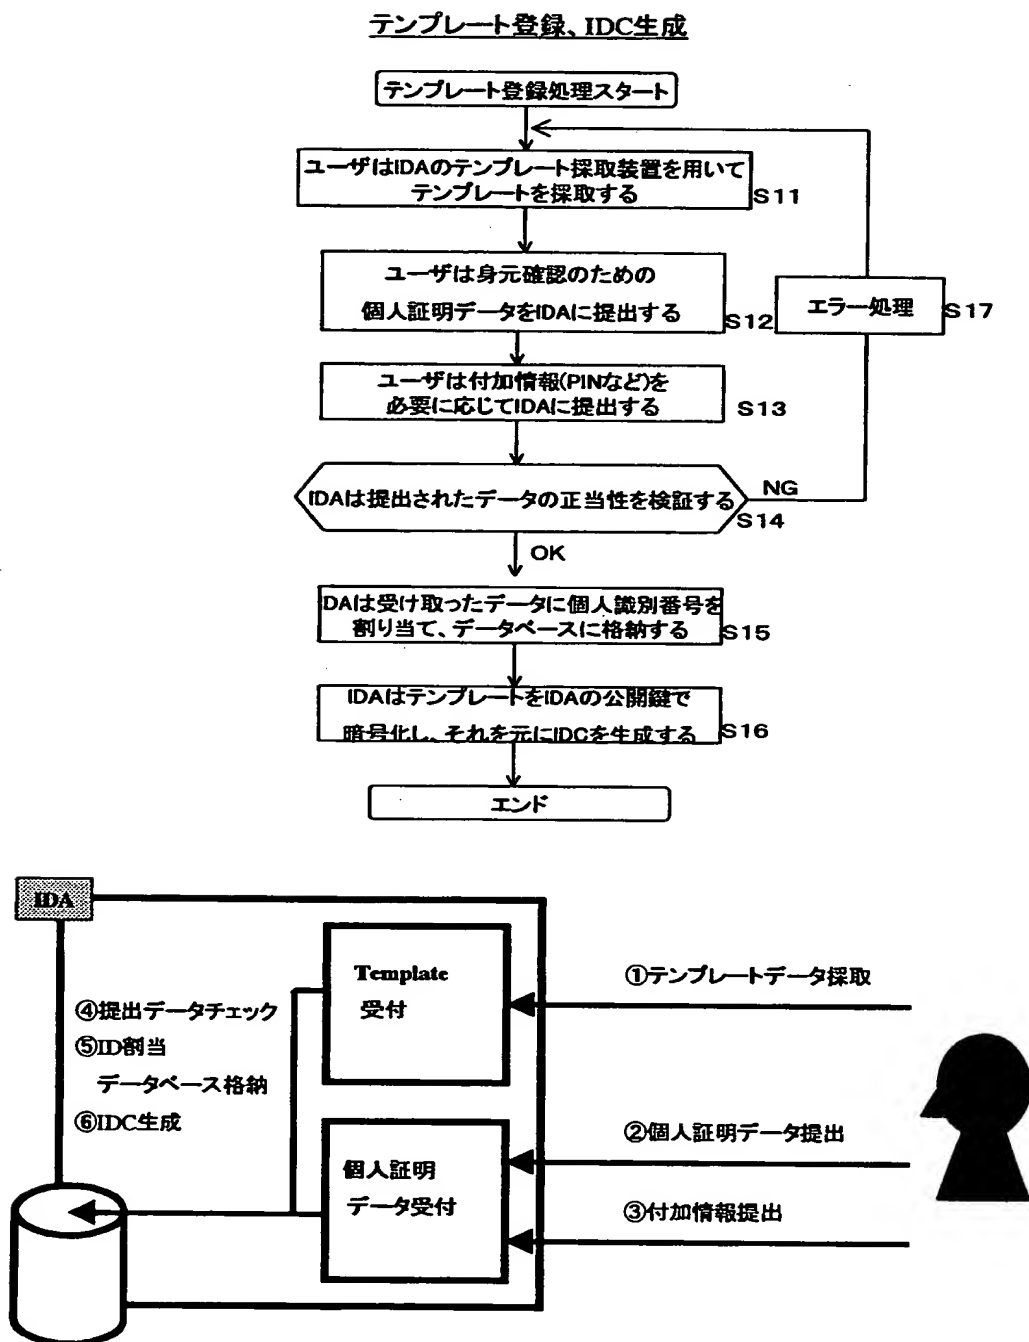 テンプレート登録、IDC生成
テンプレート登録処理スタート
ユーザはIDAのテンプレート採取装置を用いて
テンプレートを採取する
S11
ユーザは身元確認のための
個人証明データをIDAに提出する
S12
エラー処理
S17
ユーザは付加情報(PINなど)を
必要に応じてIDAに提出する
S13
IDAは提出されたデータの正当性を検証する
S14
NG
OK
IDAは受け取ったデータに個人識別番号を
割り当て、データベースに格納する
S15
IDAはテンプレートをIDAの公開鍵で
暗号化し、それを元にIDCを生成する
S16
エンド
IDA
Template
受付
①テンプレートデータ採取
④提出データチェック
⑤ID割当
データベース格納
⑥IDC生成
個人証明
データ受付
②個人証明データ提出
③付加情報提出